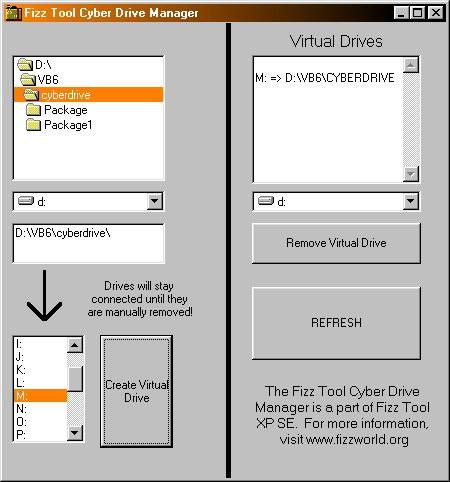 Fizz Tool Cyber Drive Manager
D:\
VB6
cyberdrive
Package
Package1
d:
D:\VB6\cyberdrive\
Drives will stay
connected until they
are manually removed!
I:
J:
K:
L:
M:
N:
O:
P:
Create Virtual
Drive
Virtual Drives
M: => D:\VB6\CYBERDRIVE
d:
Remove Virtual Drive
REFRESH
The Fizz Tool Cyber Drive
Manager is a part of Fizz Tool
XP SE.  For more information,
visit www.fizzworld.org